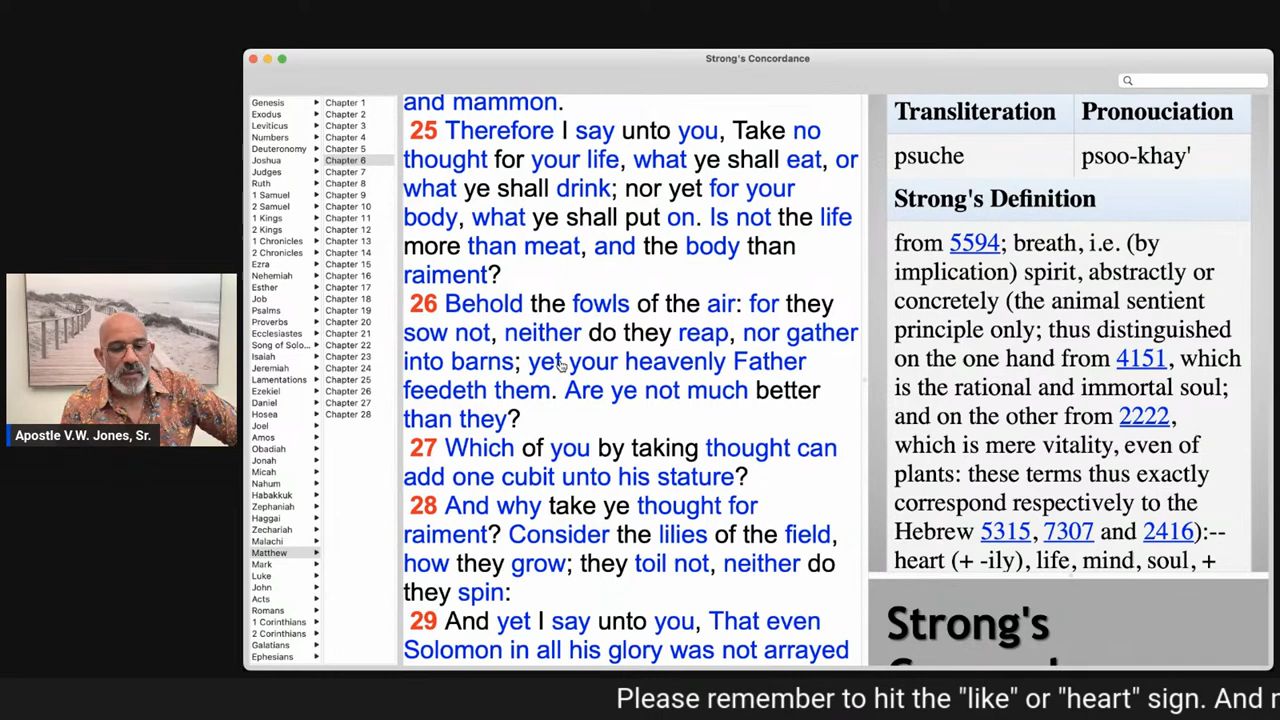 Strong's Concordance
Genesis
Exodus
Leviticus
Numbers
Deuteronomy
Joshua
Judges
Ruth
1 Samuel
2 Samuel
1 Kings
2 Kings
1 Chronicles
2 Chronicles
Ezra
Nehemiah
Esther
Job
Psalms
Proverbs
Ecclesiastes
Song of Solo...
Isaiah
Jeremiah
Lamentations
Ezekiel
Daniel
Hosea
Joel
Amos
Obadiah
Jonah
Micah
Nahum
Habakkuk
Zephaniah
Haggai
Zechariah
Malachi
Matthew
Mark
Luke
John
Acts
Romans
1 Corinthians
2 Corinthians
Galatians
Ephesians
Chapter 1
Chapter 2
Chapter 3
Chapter 4
Chapter 5
Chapter 6
Chapter 7
Chapter 8
Chapter 9
Chapter 10
Chapter 11
Chapter 12
Chapter 13
Chapter 14
Chapter 15
Chapter 16
Chapter 17
Chapter 18
Chapter 19
Chapter 20
Chapter 21
Chapter 22
Chapter 23
Chapter 24
Chapter 25
Chapter 26
Chapter 27
Chapter 28
and mammon.
25 Therefore I say unto you, Take no
thought for your life, what ye shall eat, or
what ye shall drink; nor yet for your
body, what ye shall put on. Is not the life
more than meat, and the body than
raiment?
26 Behold the fowls of the air: for they
sow not, neither do they reap, nor gather
into barns; yet your heavenly Father
feedeth them. Are ye not much better
than they?
27 Which of you by taking thought can
add one cubit unto his stature?
28 And why take ye thought for
raiment? Consider the lilies of the field,
how they grow; they toil not, neither do
they spin:
29 And yet I say unto you, That even
Solomon in all his glory was not arrayed
Transliteration Pronouciation
psuche psoo-khay'
Strong's Definition
from 5594; breath, i.e. (by
implication) spirit, abstractly or
concretely (the animal sentient
principle only; thus distinguished
on the one hand from 4151, which
is the rational and immortal soul;
and on the other from 2222,
which is mere vitality, even of
plants: these terms thus exactly
correspond respectively to the
Hebrew 5315, 7307 and 2416):--
heart (+ -ily), life, mind, soul, +
Strong's
Apostle V.W. Jones, Sr.
Please remember to hit the "like" or "heart" sign. And